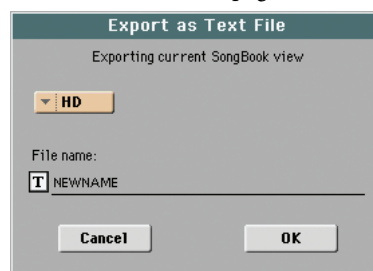 Export as Text File
Exporting current SongBook view
HD
File name:
T NEWNAME
Cancel OK